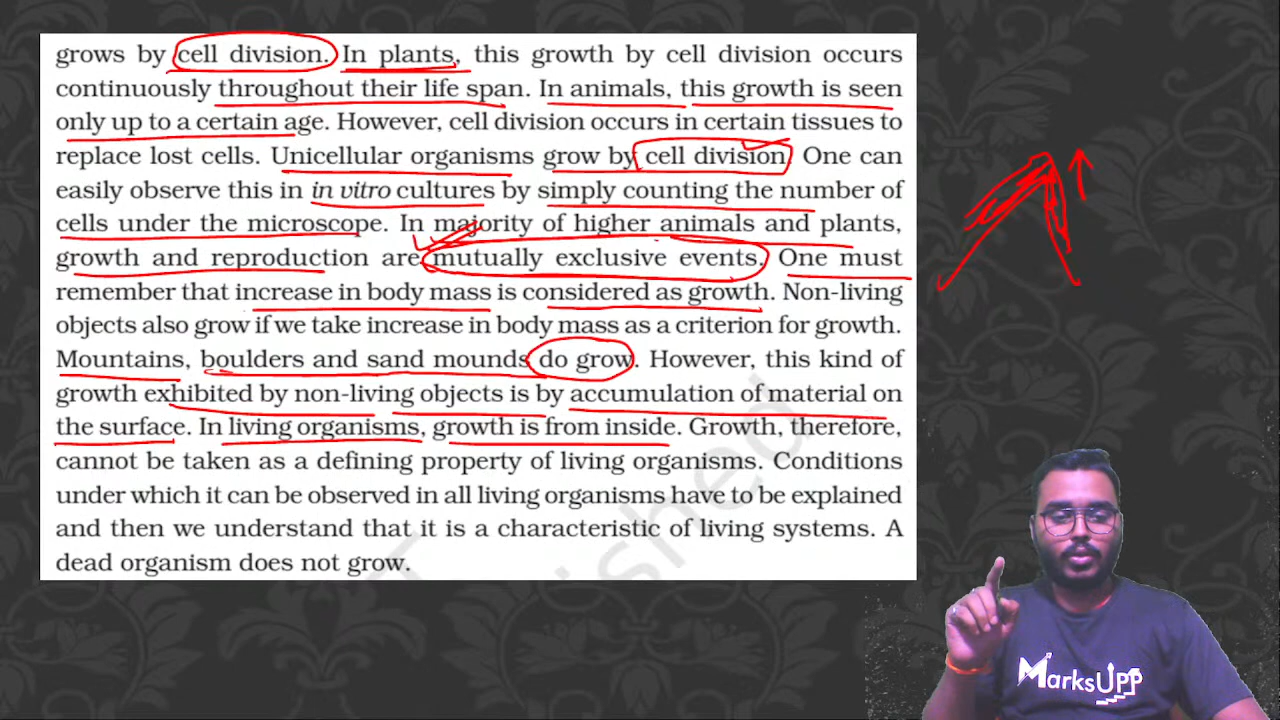 grows by cell division. In plants, this growth by cell division occurs
continuously throughout their life span. In animals, this growth is seen
only up to a certain age. However, cell division occurs in certain tissues to
replace lost cells. Unicellular organisms grow by cell division. One can
easily observe this in in vitro cultures by simply counting the number of
cells under the microscope. In majority of higher animals and plants,
growth and reproduction are mutually exclusive events. One must
remember that increase in body mass is considered as growth. Non-living
objects also grow if we take increase in body mass as a criterion for growth.
Mountains, boulders and sand mounds do grow. However, this kind of
growth exhibited by non-living objects is by accumulation of material on
the surface. In living organisms, growth is from inside. Growth, therefore,
cannot be taken as a defining property of living organisms. Conditions
under which it can be observed in all living organisms have to be explained
and then we understand that it is a characteristic of living systems. A
dead organism does not grow.
MarksUPP